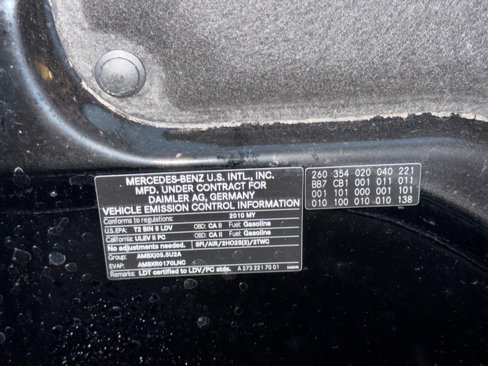 MERCEDES-BENZ U.S. INTL., INC.
MFD. UNDER CONTRACT FOR
DAIMLER AG, GERMANY
VEHICLE EMISSION CONTROL INFORMATION
Conforms to regulations: 2010 MY
U.S.EPA: T2 BIN 5 LDV OBD: CA II Fuel: Gasoline
California: ULEV II PC OBD: CA II Fuel: Gasoline
No adjustments needed. SFI/AIR/2HO2S(2)/2TWC
Group: AMBXJ05.5U2A
EVAP: AMBXR0170LNC
Remarks: LDT certified to LDV/PC stds. A 273 221 70 01
260 354 020 040 221
BB7 CB1 001 011 011
001 101 000 001 101
010 100 010 010 138